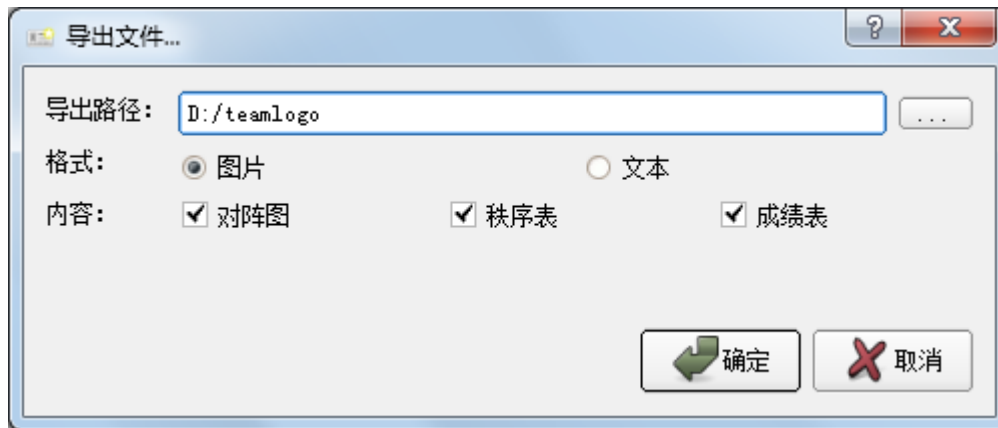 导出文件...
导出路径： D:/teamlogo ...
格式： 图片 文本
内容： 对阵图 秩序表 成绩表
确定 取消